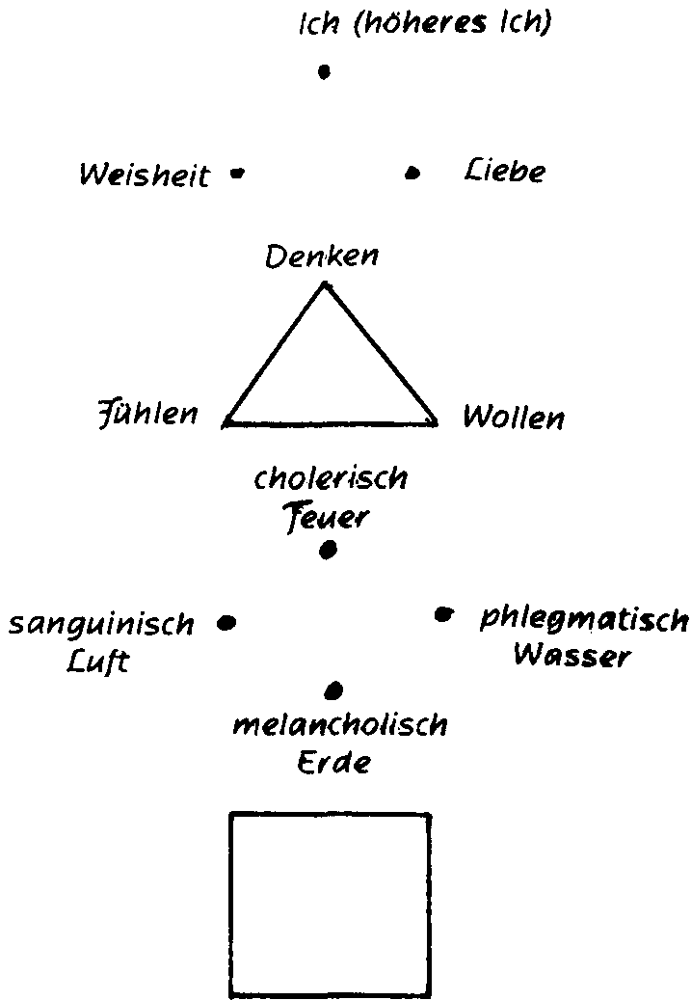 Ich (höheres Ich)
Weisheit
Liebe
Denken
Fühlen
Wollen
cholerisch
Feuer
sanguinisch
Luft
phlegmatisch
Wasser
melancholisch
Erde